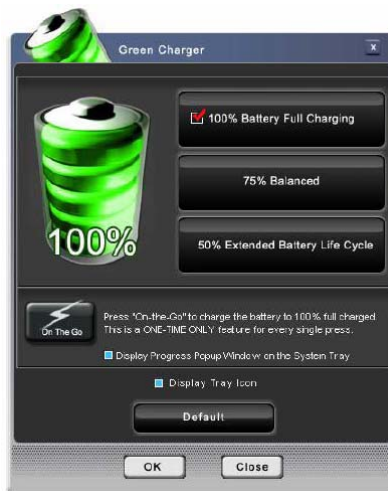 Green Charger
x
100% Battery Full Charging
75% Balanced
100%
50% Extended Battery Life Cycle
On The Go
Press "On-the-Go" to charge the battery to 100% full charged.
This is a ONE-TIME ONLY feature for every single press.
Display Progress Popup Window on the System Tray
Display Tray Icon
Default
OK
Close